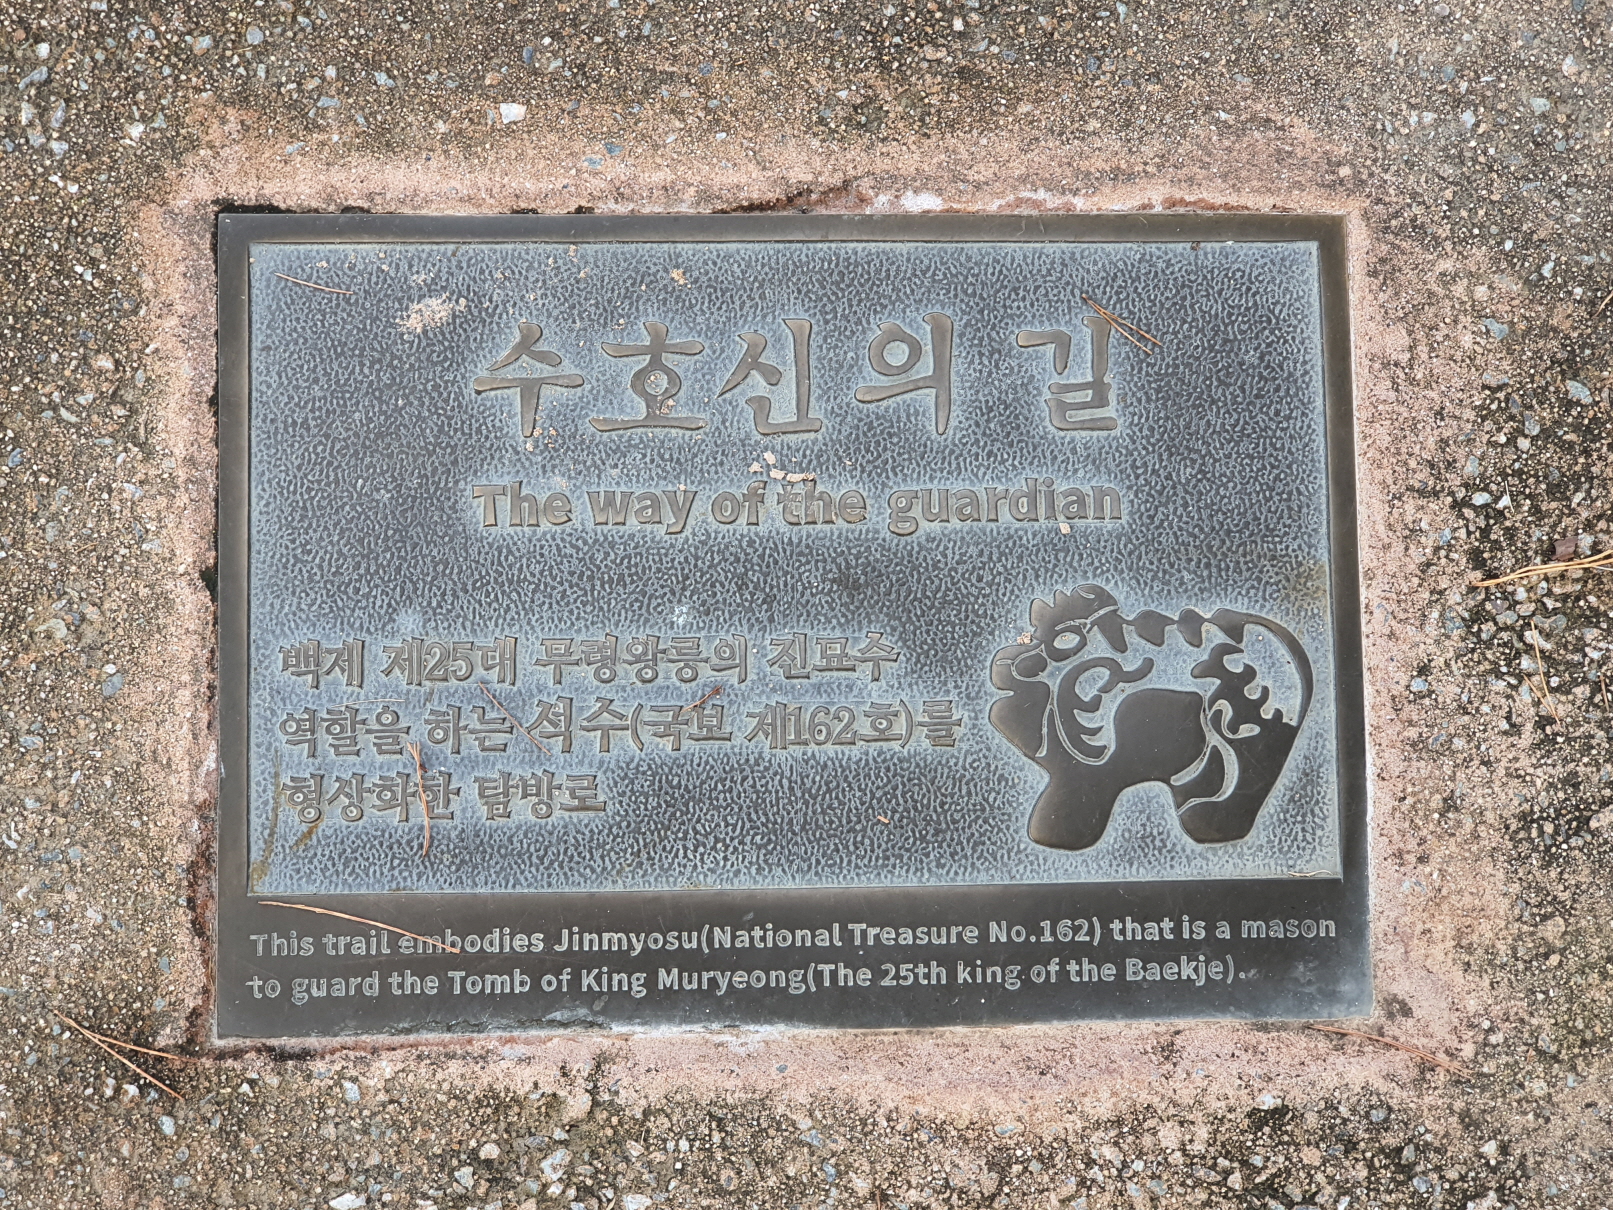 수호신의 길
The way of the guardian
백제 제25대 무령왕릉의 진묘수
역할을 하는 석수(국보 제162호)를
형상화한 탐방로
This trail embodies Jinmyosu(National Treasure No.162) that is a mason
to guard the Tomb of King Muryeong(The 25th king of the Baekje).